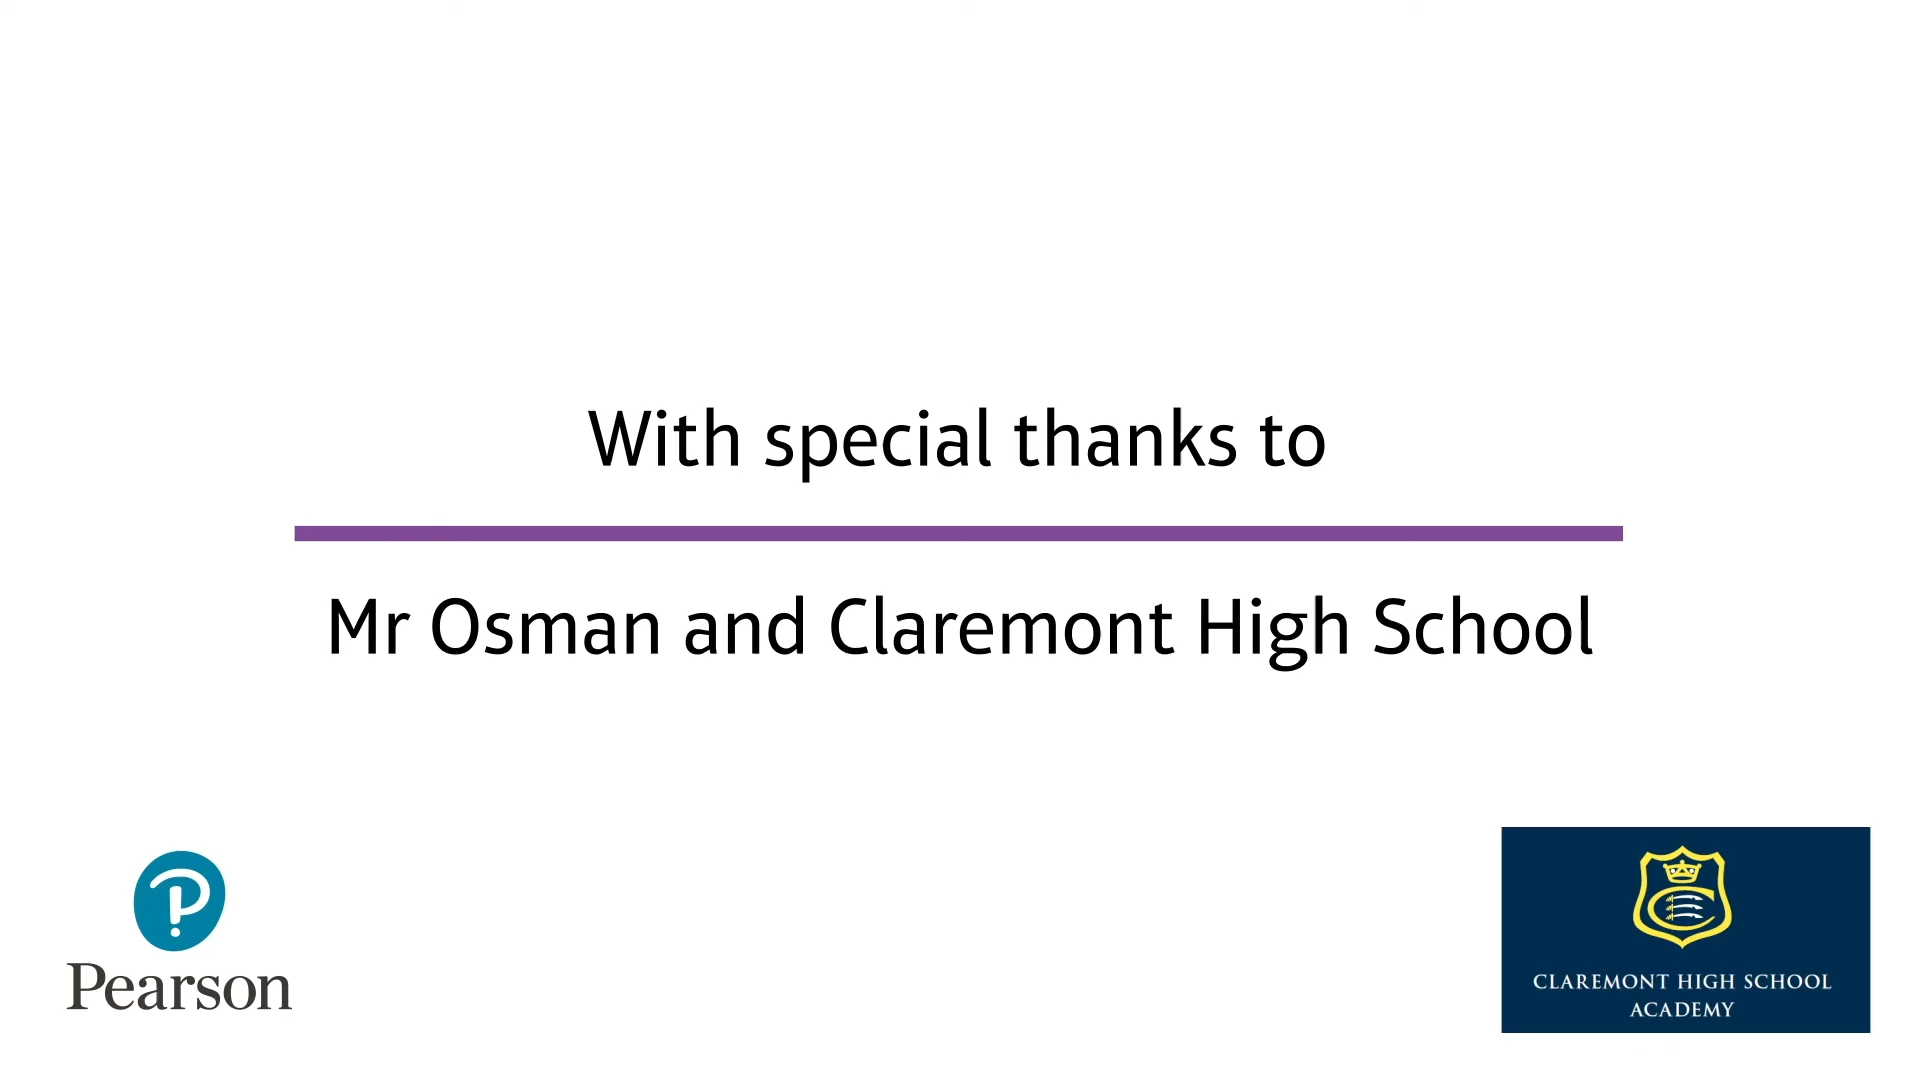 With special thanks to
Mr Osman and Claremont High School
Pearson
CLAREMONT HIGH SCHOOL
ACADEMY